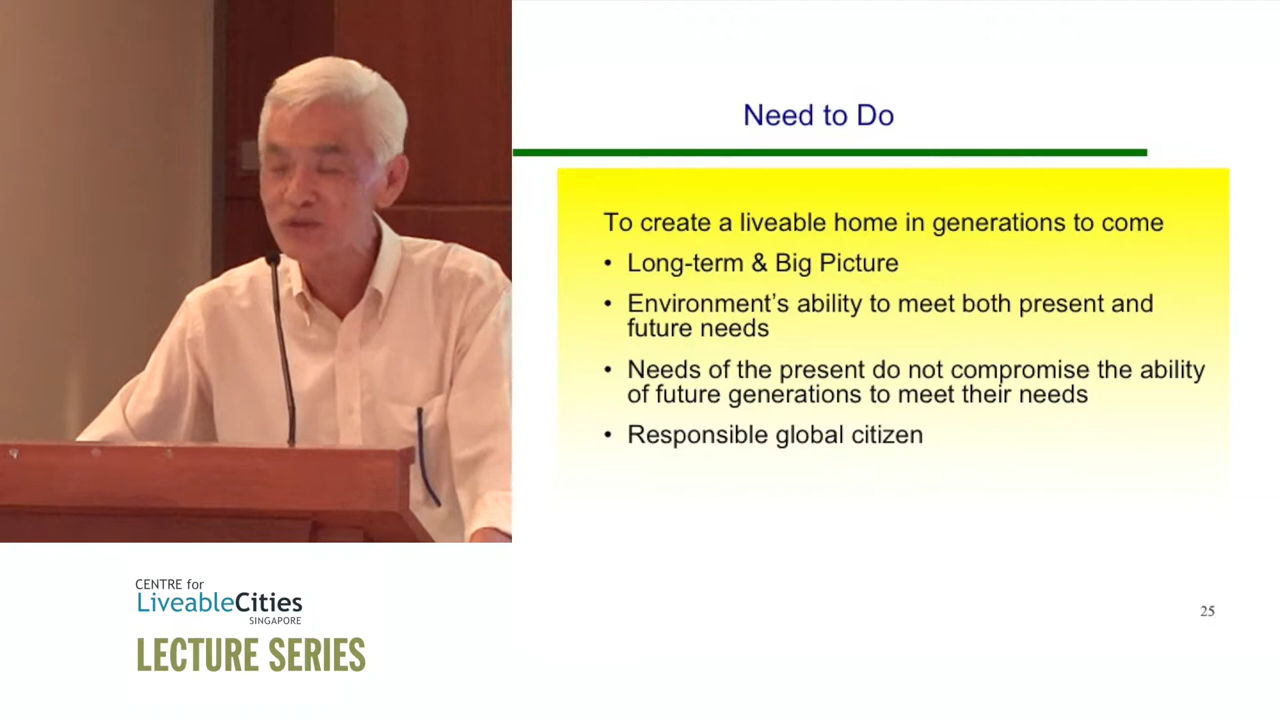 Need to Do
To create a liveable home in generations to come
• Long-term & Big Picture
• Environment's ability to meet both present and
future needs
• Needs of the present do not compromise the ability
of future generations to meet their needs
• Responsible global citizen
25
CENTRE for
LiveableCities
SINGAPORE
LECTURE SERIES